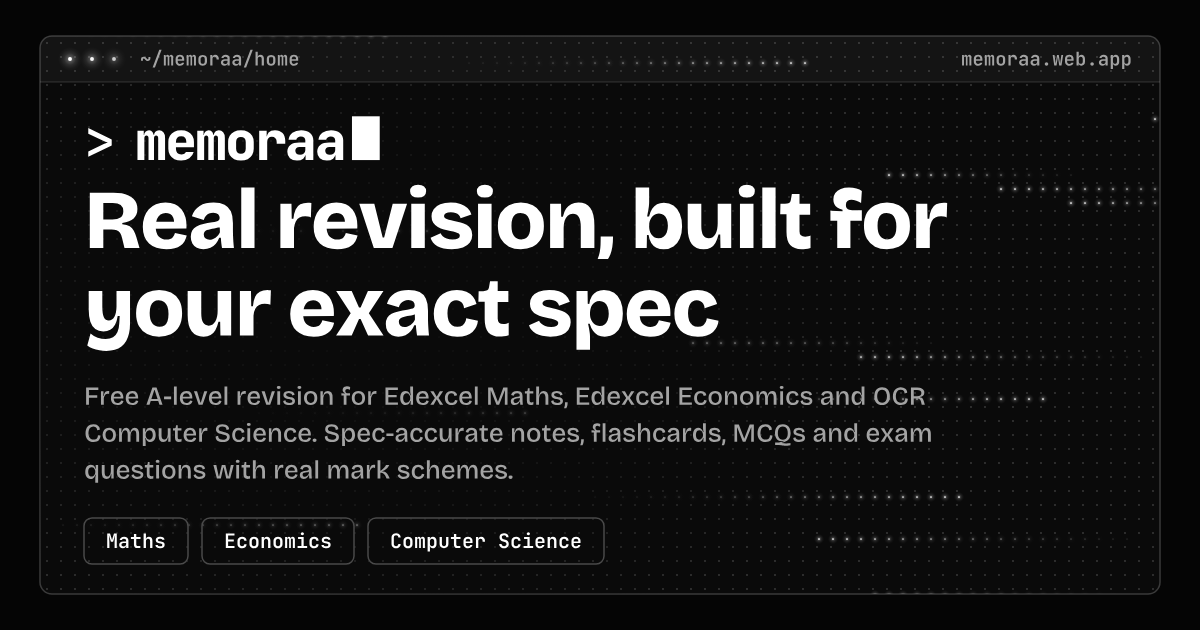 ~/memoraa/home
memoraa.web.app
> memoraa
Real revision, built for
your exact spec
Free A-level revision for Edexcel Maths, Edexcel Economics and OCR
Computer Science. Spec-accurate notes, flashcards, MCQs and exam
questions with real mark schemes.
Maths
Economics
Computer Science